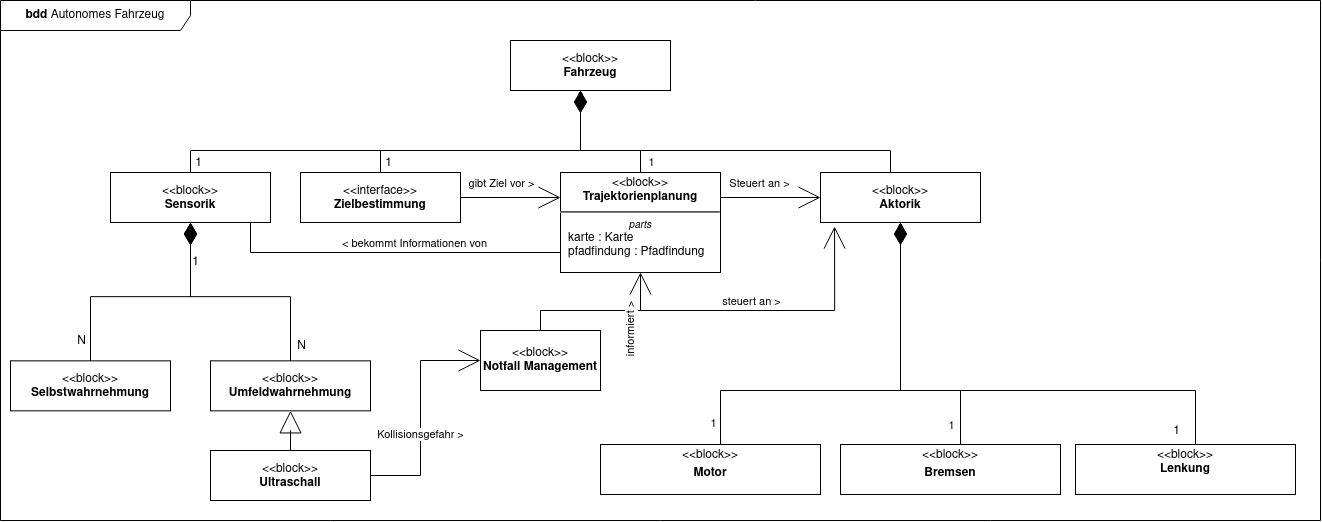 bdd Autonomes Fahrzeug
<<block>>
Fahrzeug
1
1
1
<<block>>
Sensorik
<<interface>>
Zielbestimmung
gibt Ziel vor >
<<block>>
Trajektorienplanung
parts
karte : Karte
pfadfindung : Pfadfindung
Steuert an >
<<block>>
Aktorik
< bekommt Informationen von
1
N
N
<<block>>
Selbstwahrnehmung
<<block>>
Umfeldwahrnehmung
<<block>>
Ultraschall
Kollisionsgefahr >
<<block>>
Notfall Management
informiert >
steuert an >
1
1
1
<<block>>
Motor
<<block>>
Bremsen
<<block>>
Lenkung